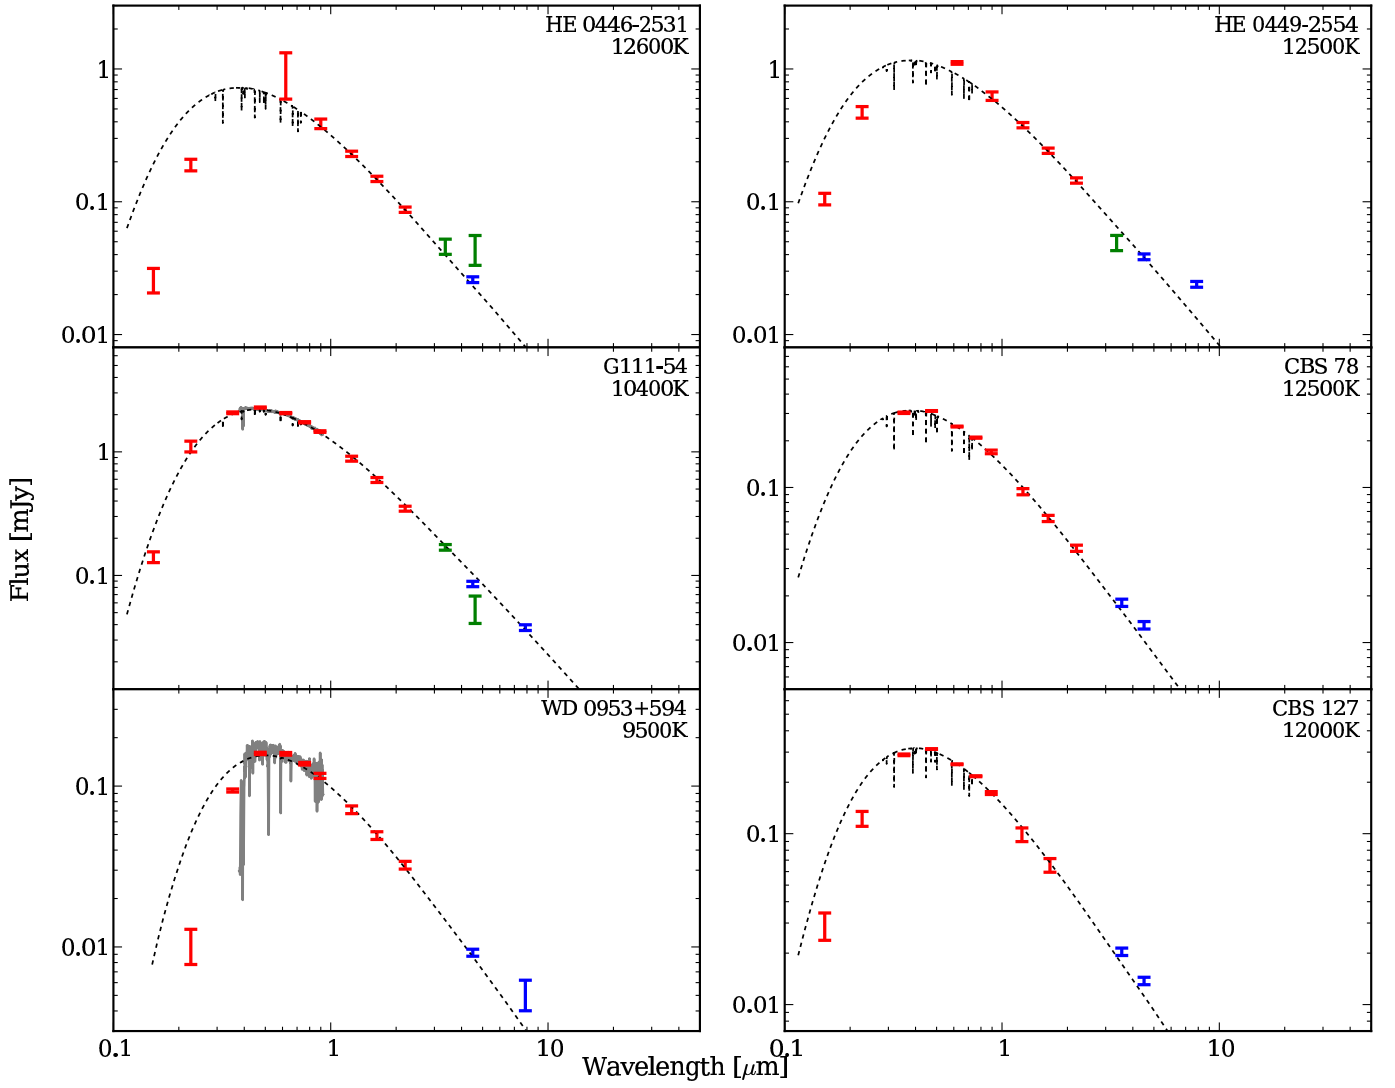 HE 0446-2531
12600K
1
0.1
0.01
HE 0449-2554
12500K
1
0.1
0.01
G111-54
10400K
1
0.1
CBS 78
12500K
0.1
0.01
WD 0953+594
9500K
0.1
0.01
0.1
1
10
CBS 127
12000K
0.1
0.01
0.1
1
10
Flux [mJy]
Wavelength [μm]